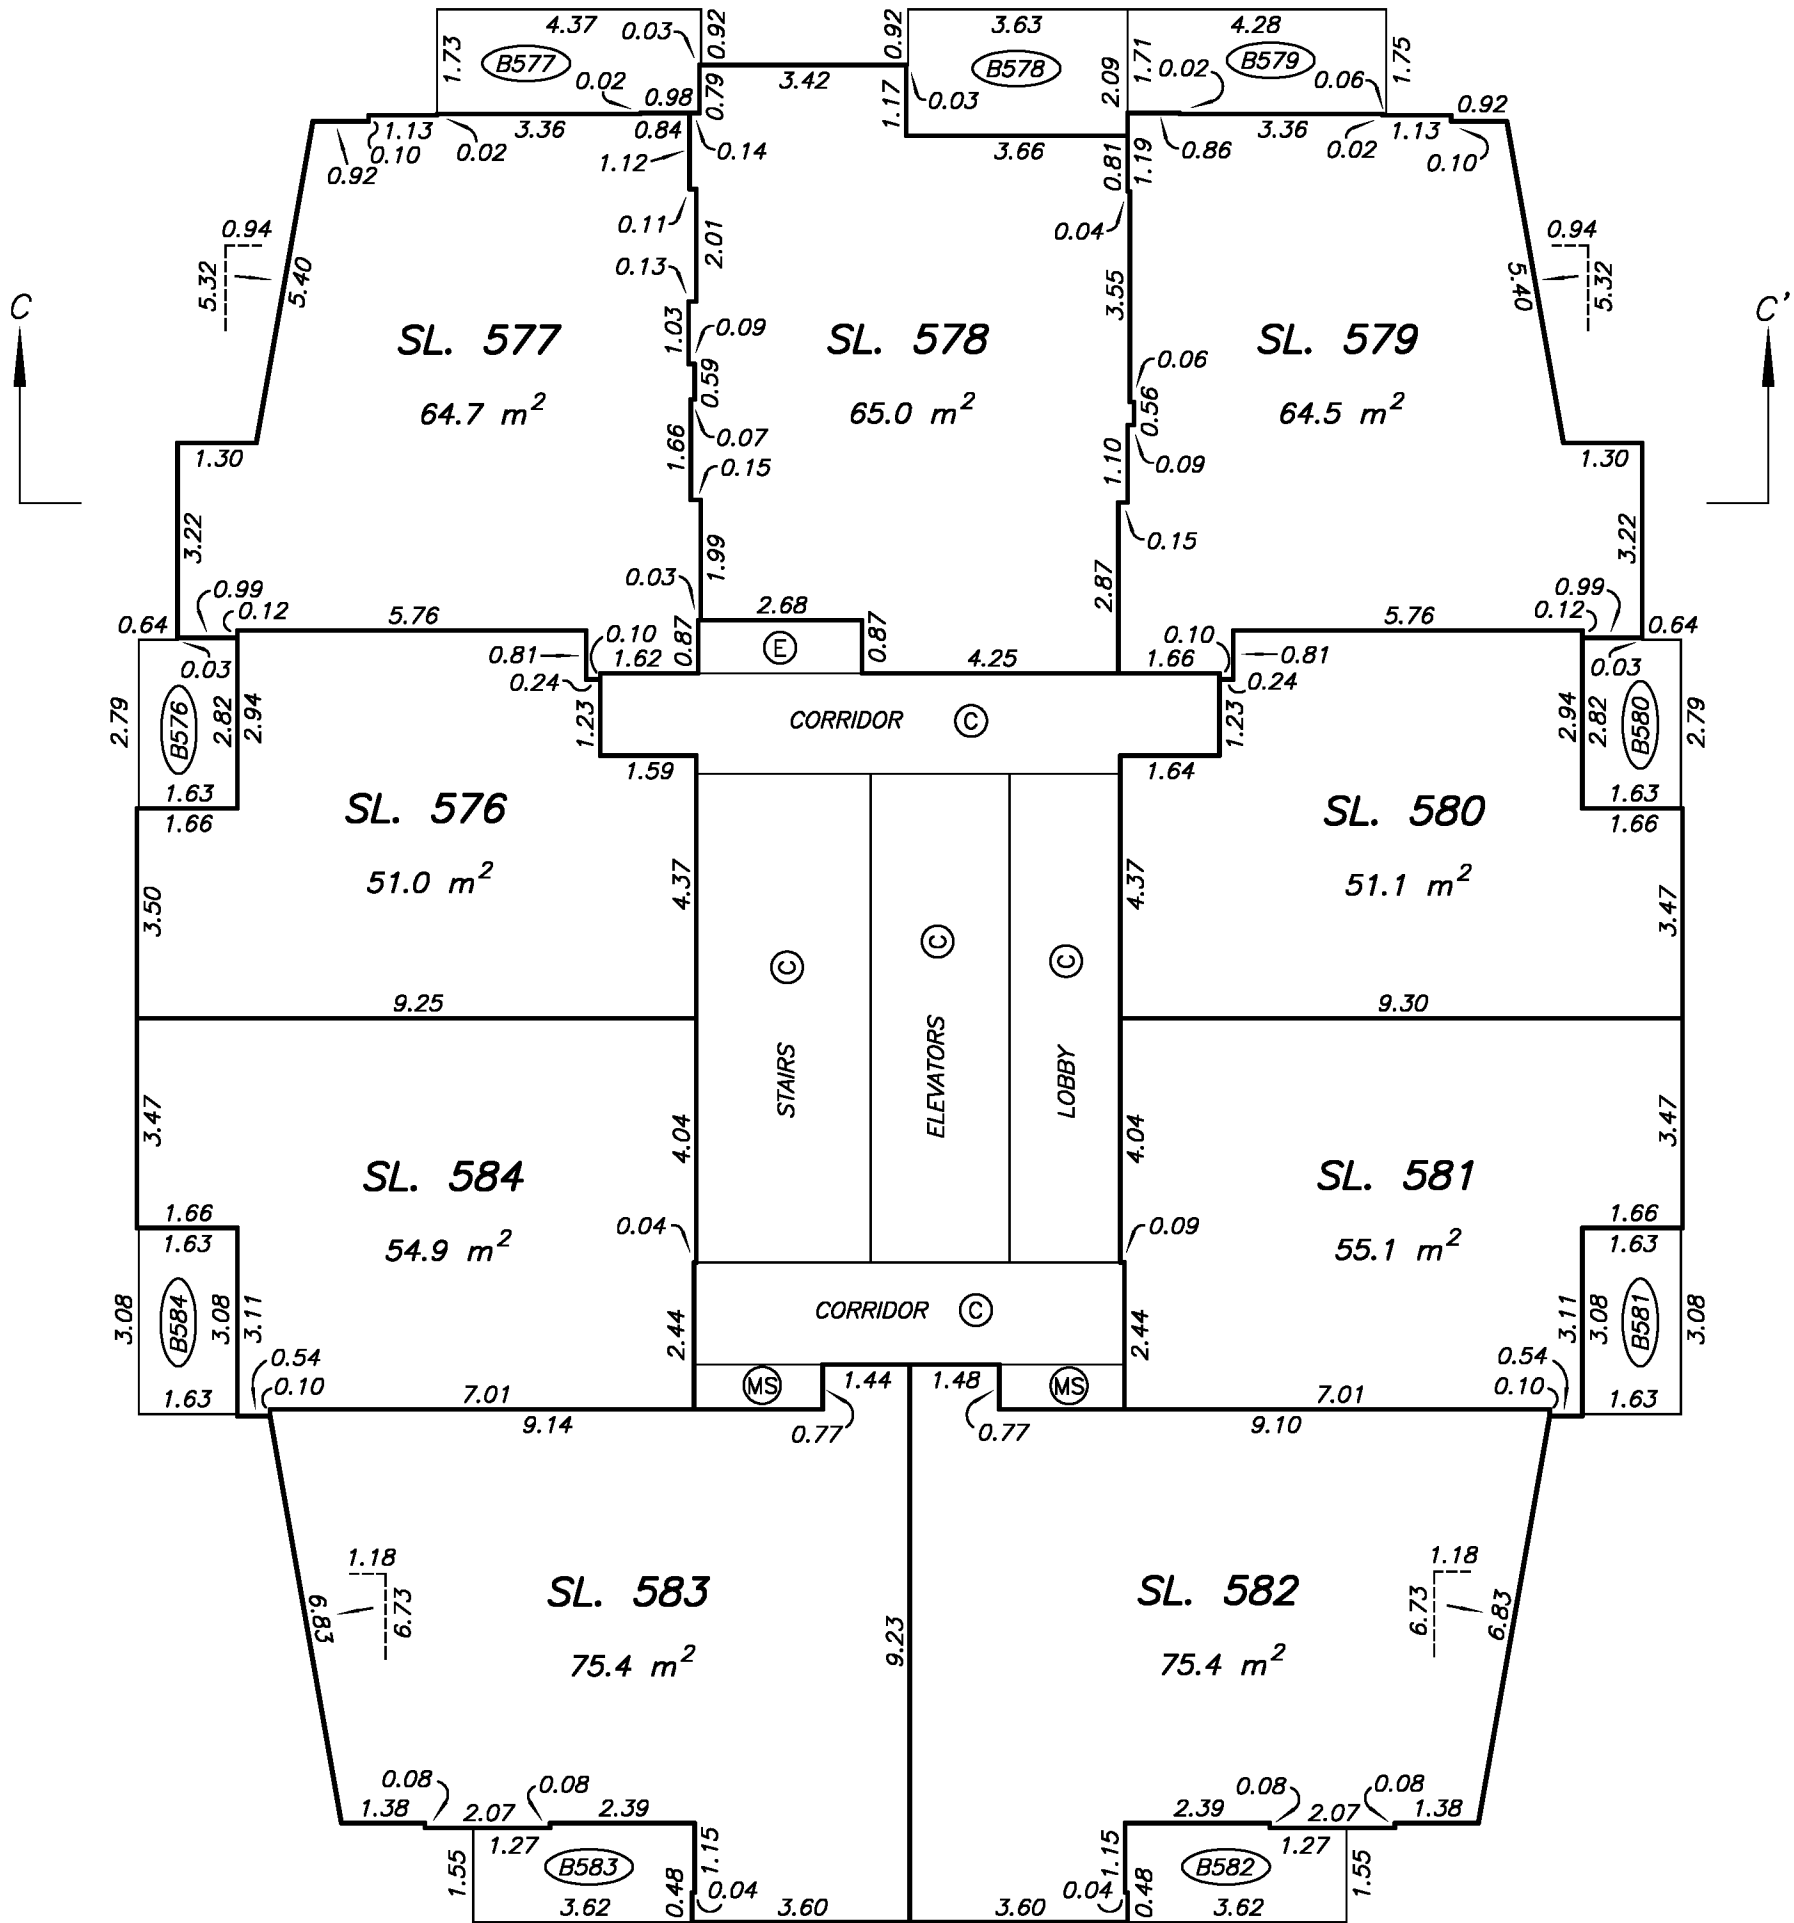 4.37 0.03 0.92 0.92 3.63 4.28
1.73 B577 B578 1.71 B579 1.75
0.02 0.98 0.79 3.42 1.17 0.03 2.09 0.02 0.06 0.92
1.13 3.36 0.84 3.36 1.13
0.10 0.02 1.12 0.14 3.66 0.81 1.19 0.86 0.02 0.10
0.92
0.94 0.11 2.01 0.04 0.94
5.32 5.40 0.13 3.55 5.40 5.32
C C'
1.03 0.09
SL. 577 SL. 578 SL. 579
0.59 0.06
64.7 m² 65.0 m² 64.5 m²
0.56
1.66 0.07 1.10 0.09
1.30 0.15 1.30
3.22 1.99 0.15 3.22
0.99 0.03 2.87 0.99
0.64 0.12 5.76 2.68 5.76 0.12 0.64
0.03 0.81 0.10 1.62 0.87 E 0.87 4.25 0.10 1.66 0.81 0.03
0.24 0.24
2.79 B576 2.82 2.94 1.23 CORRIDOR C 1.23 2.94 2.82 B580 2.79
1.63 1.59 1.64 1.63
1.66 1.66
SL. 576 SL. 580
51.0 m² 51.1 m²
3.50 4.37 4.37 3.47
C C C
9.25 9.30
STAIRS ELEVATORS LOBBY
3.47 4.04 4.04 3.47
SL. 584 SL. 581
1.66 0.04 0.09 1.66
1.63 54.9 m² 55.1 m² 1.63
3.08 B584 3.08 3.11 2.44 CORRIDOR C 2.44 3.11 3.08 B581 3.08
0.54 0.54
1.63 0.10 7.01 MS 1.44 1.48 MS 7.01 0.10 1.63
9.14 0.77 0.77 9.10
1.18 1.18
6.83 6.73 6.73 6.83
SL. 583 SL. 582
75.4 m² 9.23 75.4 m²
0.08 0.08 0.08 0.08
1.38 2.07 2.39 2.39 2.07 1.38
1.55 1.27 B583 1.15 1.15 B582 1.27 1.55
3.62 0.48 0.04 3.60 3.60 0.04 0.48 3.62